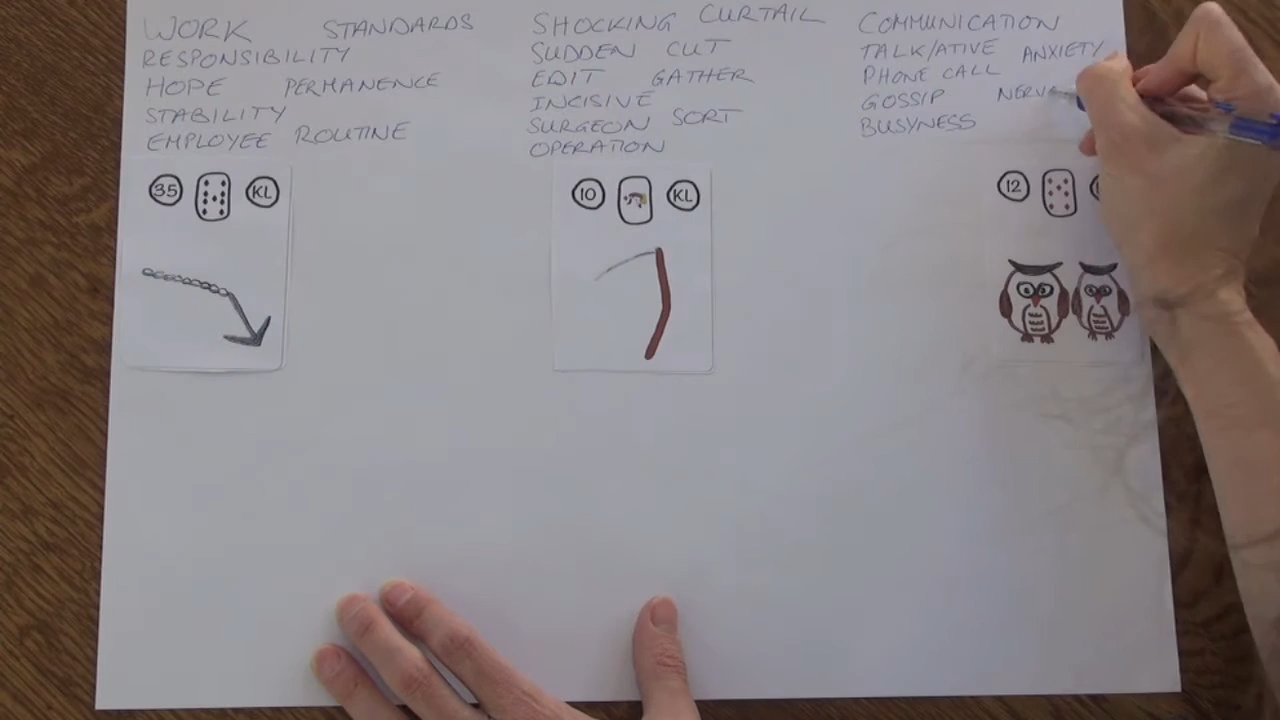 WORK STANDARDS
RESPONSIBILITY
HOPE PERMANENCE
STABILITY
EMPLOYEE ROUTINE
SHOCKING CURTAIL
SUDDEN CUT
EDIT GATHER
INCISIVE
SURGEON SORT
OPERATION
COMMUNICATION
TALK/ATIVE ANXIETY
PHONE CALL
GOSSIP
BUSYNESS
35 KL
10 KL
12